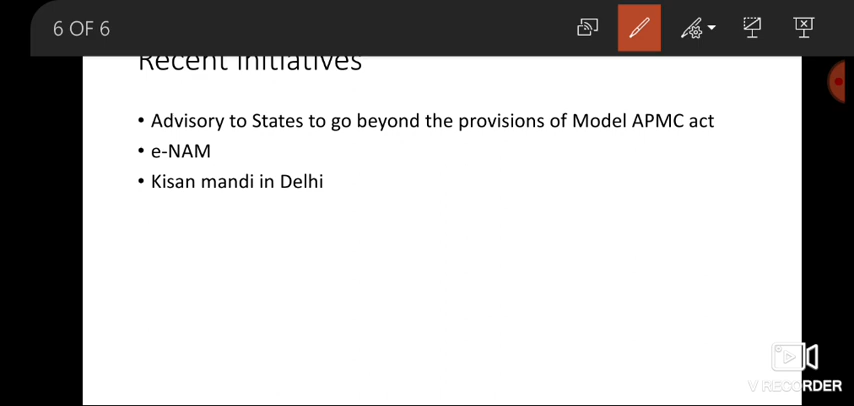 6 OF 6
Recent Initiatives
• Advisory to States to go beyond the provisions of Model APMC act
• e-NAM
• Kisan mandi in Delhi
V RECORDER